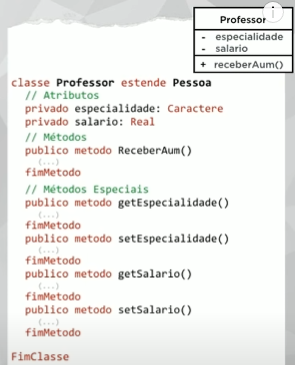 Professor
- especialidade
- salario
+ receberAum()
classe Professor estende Pessoa
// Atributos
privado especialidade: Caractere
privado salario: Real
// Métodos
publico metodo ReceberAum()
(...)
fimMetodo
// Métodos Especiais
publico metodo getEspecialidade()
(...)
fimMetodo
publico metodo setEspecialidade()
(...)
fimMetodo
publico metodo getSalario()
(...)
fimMetodo
publico metodo setSalario()
(...)
fimMetodo
FimClasse